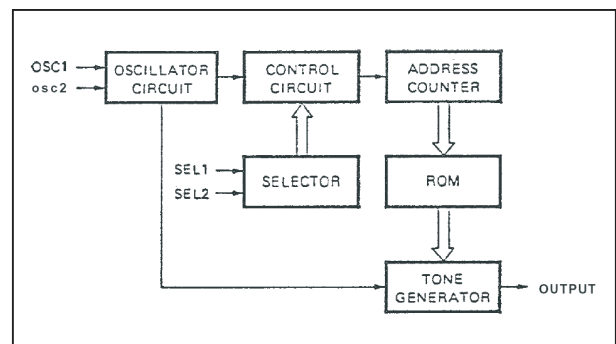 OSC1
osc2
OSCILLATOR
CIRCUIT
CONTROL
CIRCUIT
ADDRESS
COUNTER
SEL1
SEL2
SELECTOR
ROM
TONE
GENERATOR
OUTPUT